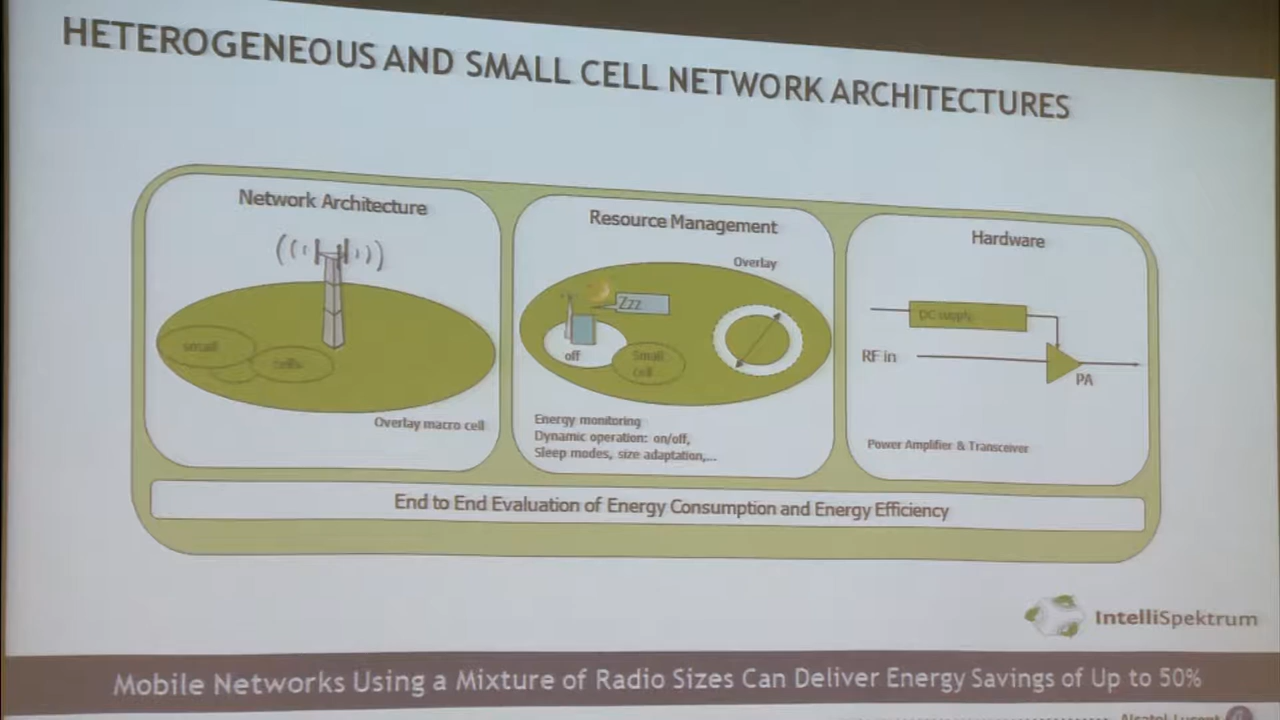 HETEROGENEOUS AND SMALL CELL NETWORK ARCHITECTURES
Network Architecture
small
cells
Overlay macro cell
Resource Management
Overlay
Zzz
off
Small
cell
Energy monitoring
Dynamic operation: on/off,
Sleep modes, size adaptation,...
Hardware
DC supply
RF in
PA
Power Amplifier & Transceiver
End to End Evaluation of Energy Consumption and Energy Efficiency
IntelliSpektrum
Mobile Networks Using a Mixture of Radio Sizes Can Deliver Energy Savings of Up to 50%
Alcatel-Lucent